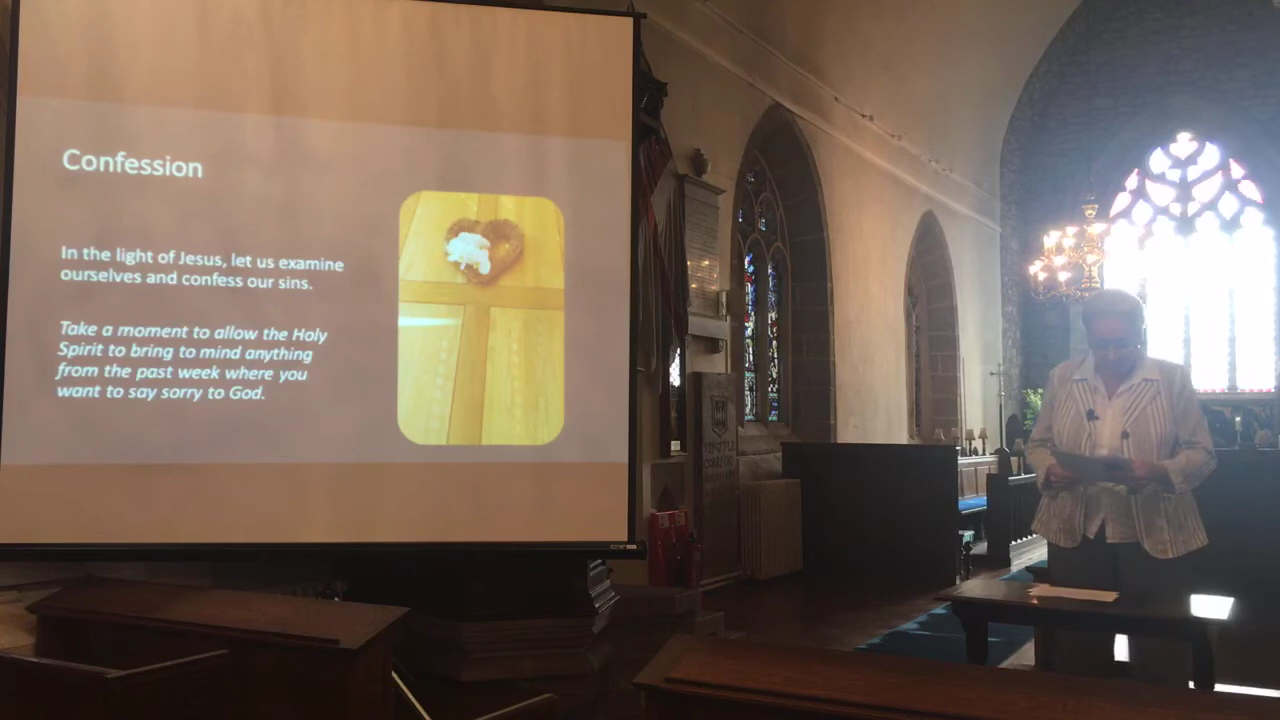 Confession
In the light of Jesus, let us examine
ourselves and confess our sins.
Take a moment to allow the Holy
Spirit to bring to mind anything
from the past week where you
want to say sorry to God.